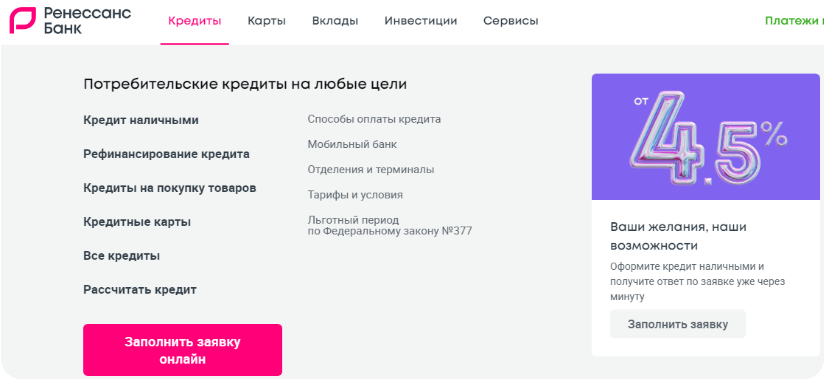 Ренессанс
Банк
Кредиты
Карты
Вклады
Инвестиции
Сервисы
Платежи
Потребительские кредиты на любые цели
Кредит наличными
Рефинансирование кредита
Кредиты на покупку товаров
Кредитные карты
Все кредиты
Рассчитать кредит
Заполнить заявку
онлайн
Способы оплаты кредита
Мобильный банк
Отделения и терминалы
Тарифы и условия
Льготный период
по Федеральному закону №377
от
4.5%
Ваши желания, наши
возможности
Оформите кредит наличными и
получите ответ по заявке уже через
минуту
Заполнить заявку